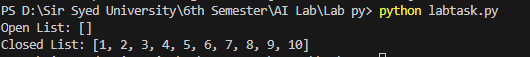 PS D:\Sir Syed University\6th Semester\AI Lab\Lab py> python labtask.py
Open List: []
Closed List: [1, 2, 3, 4, 5, 6, 7, 8, 9, 10]